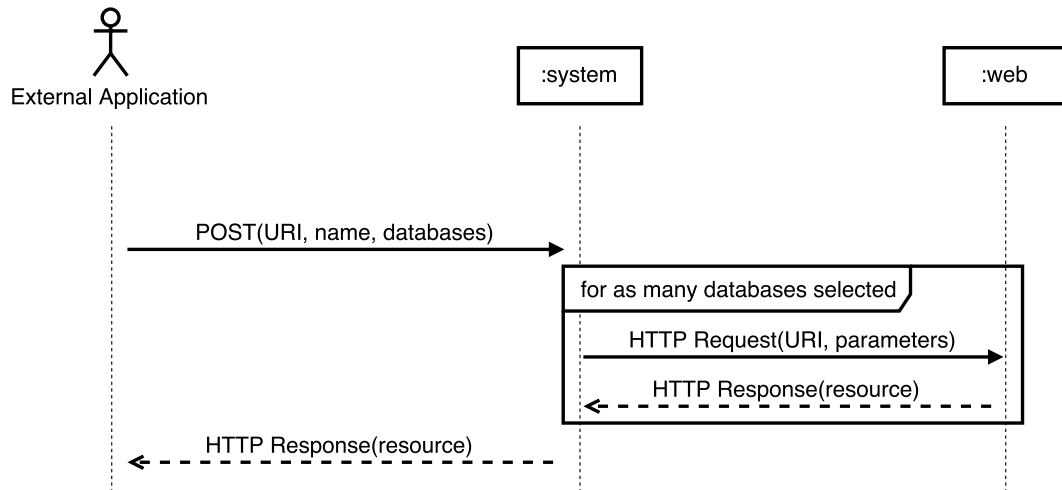 External Application
:system
:web
POST(URI, name, databases)
for as many databases selected
HTTP Request(URI, parameters)
HTTP Response(resource)
HTTP Response(resource)